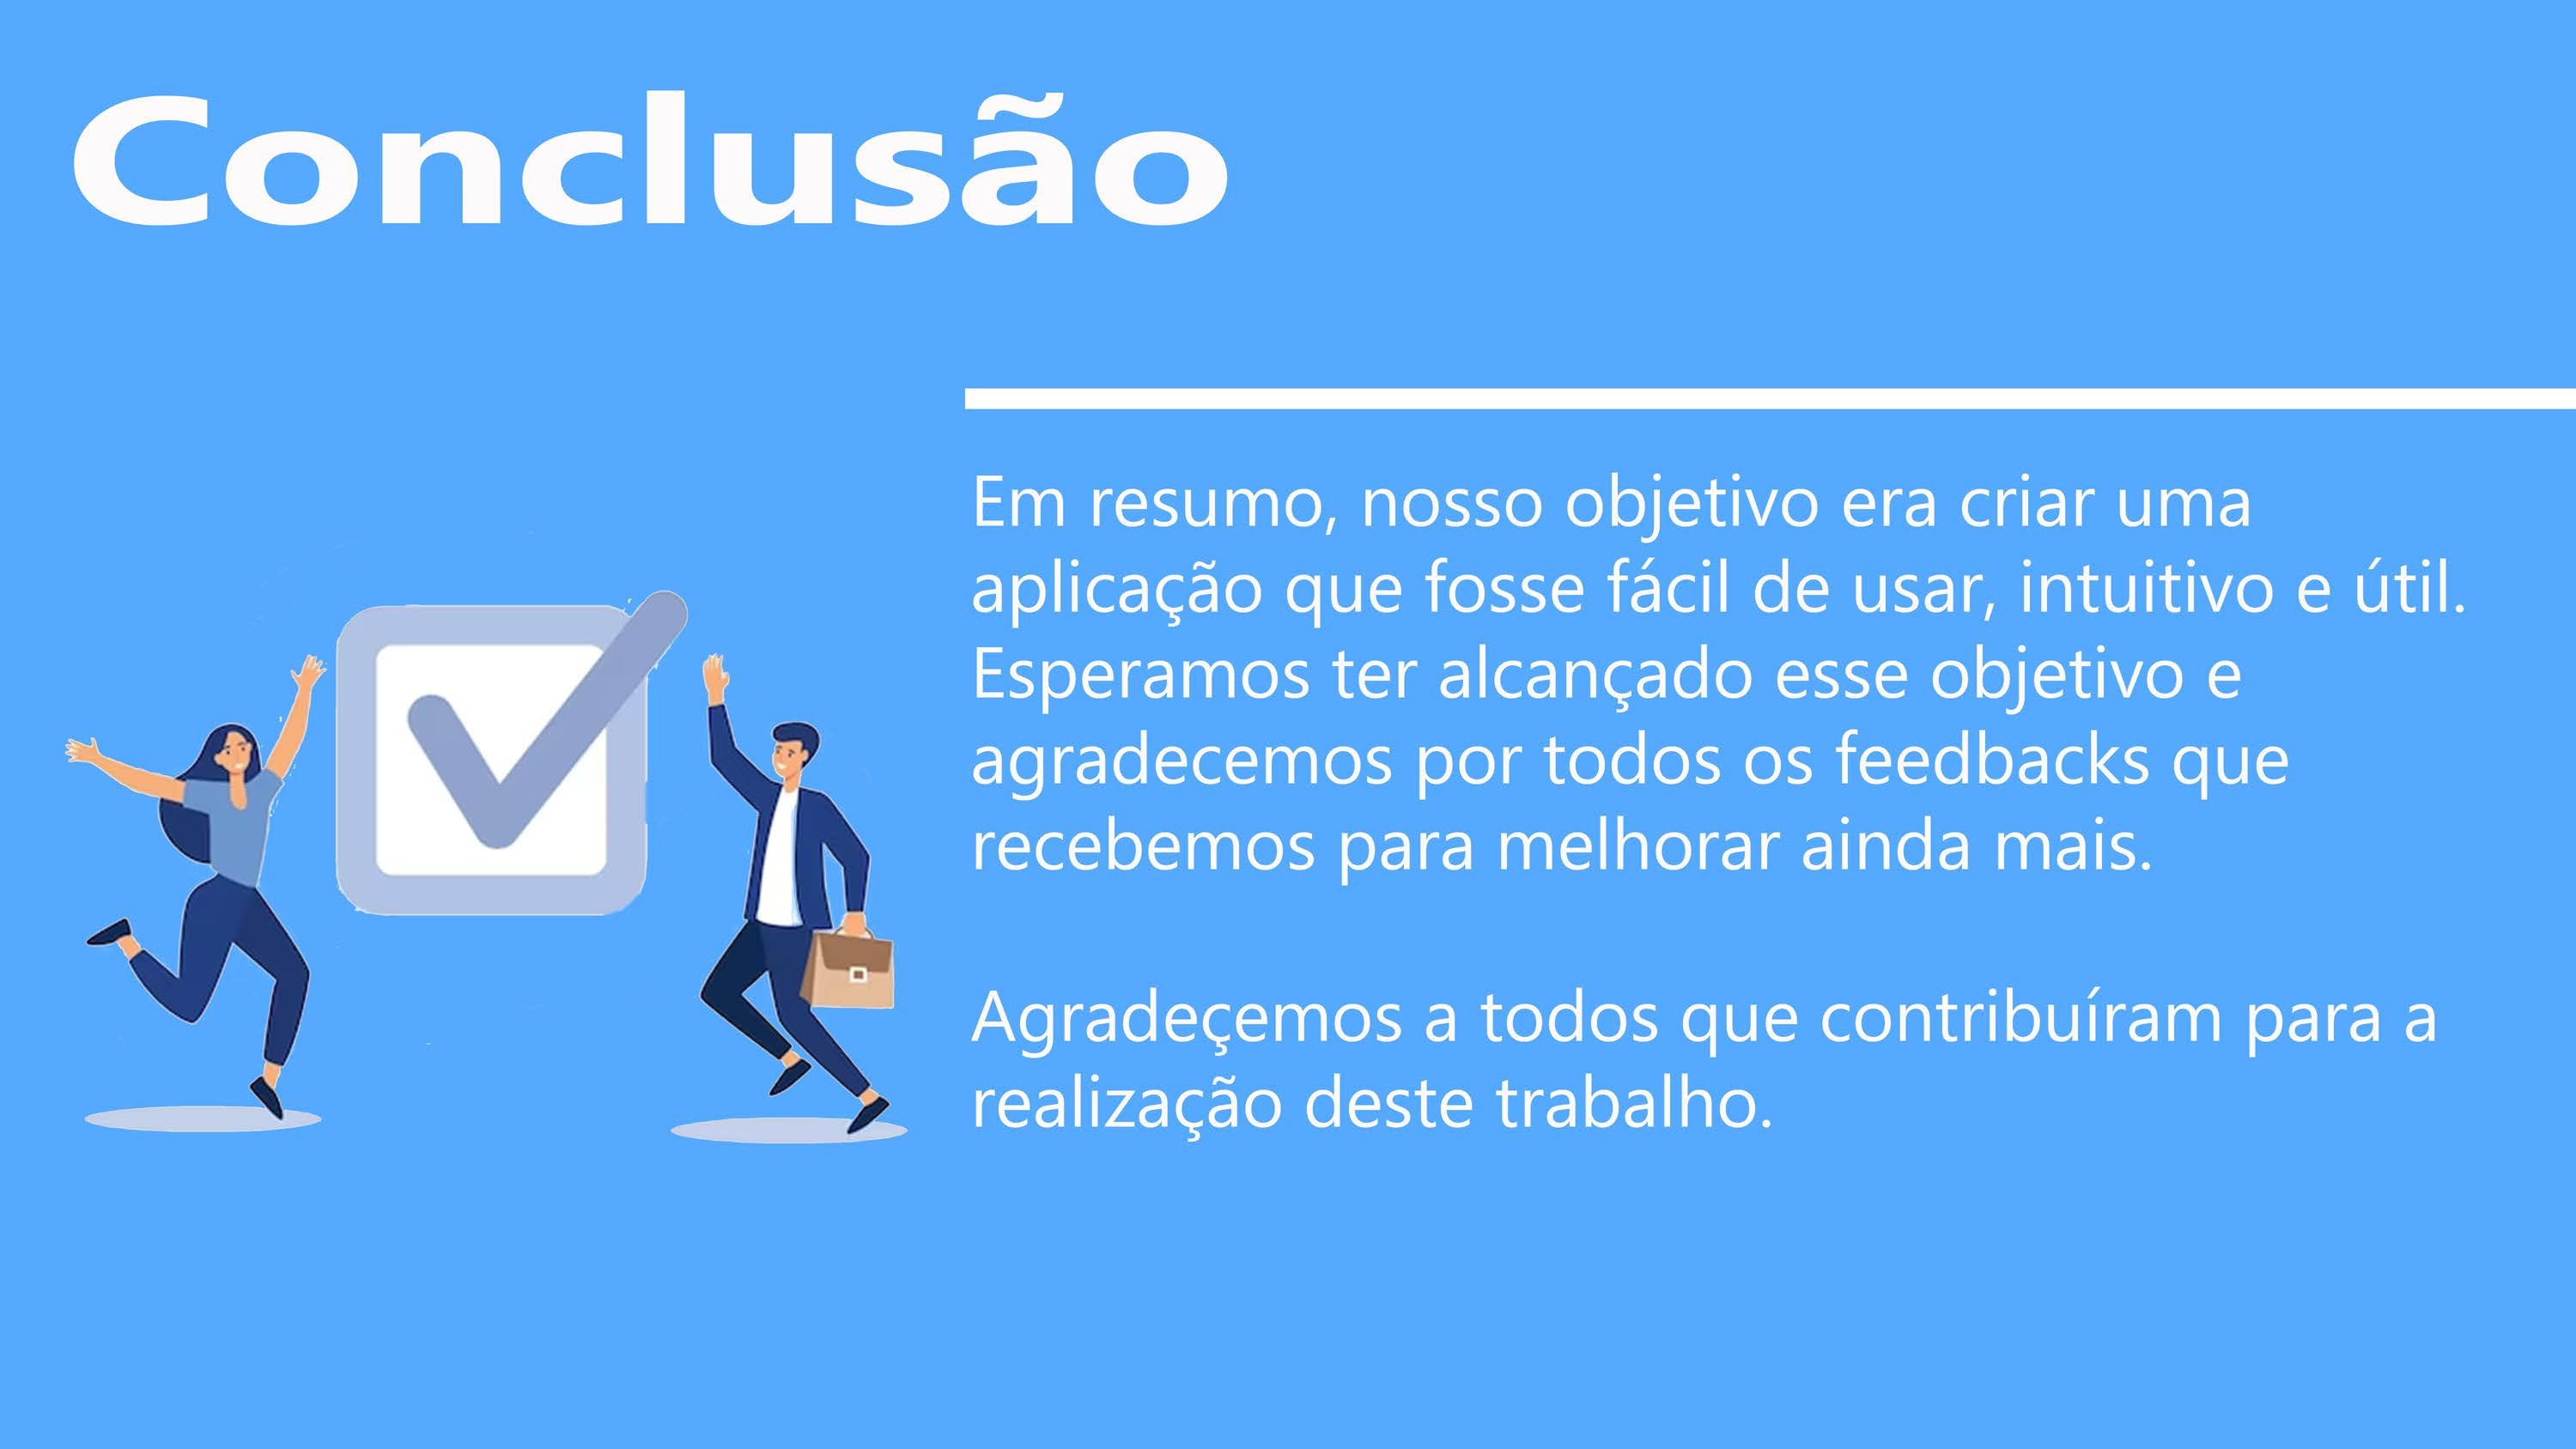 Conclusão
Em resumo, nosso objetivo era criar uma
aplicação que fosse fácil de usar, intuitivo e útil.
Esperamos ter alcançado esse objetivo e
agradecemos por todos os feedbacks que
recebemos para melhorar ainda mais.
Agradeçemos a todos que contribuíram para a
realização deste trabalho.